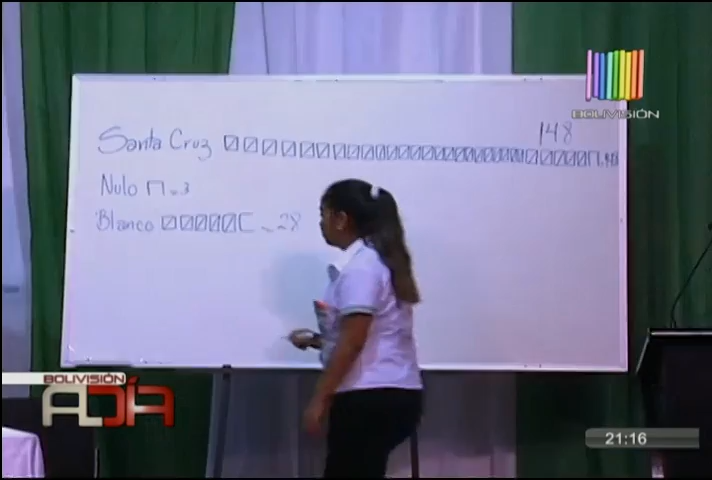 BOLIVISIÓN
148
Santa Cruz
Nulo = 3
Blanco = 28
BOLIVISIÓN
AL DÍA
21:16